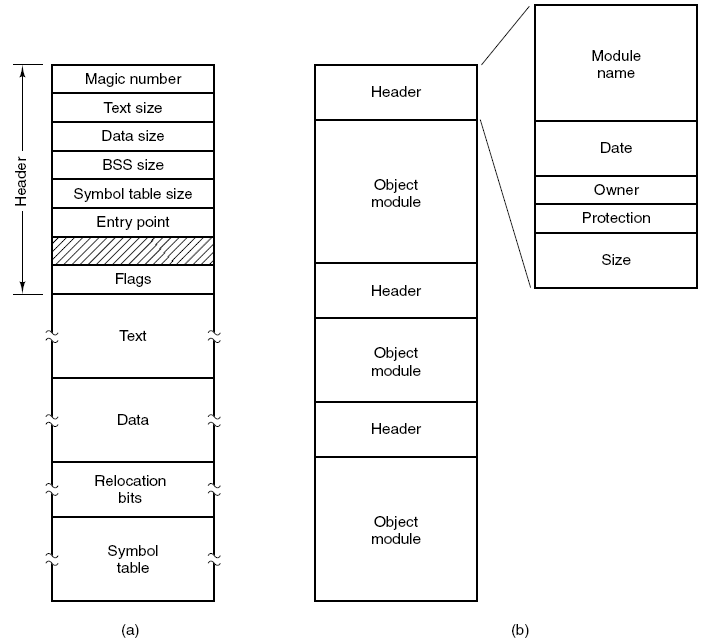 Header
Magic number
Text size
Data size
BSS size
Symbol table size
Entry point
Flags
Text
Data
Relocation
bits
Symbol
table
(a)
Header
Object
module
Header
Object
module
Header
Object
module
Module
name
Date
Owner
Protection
Size
(b)